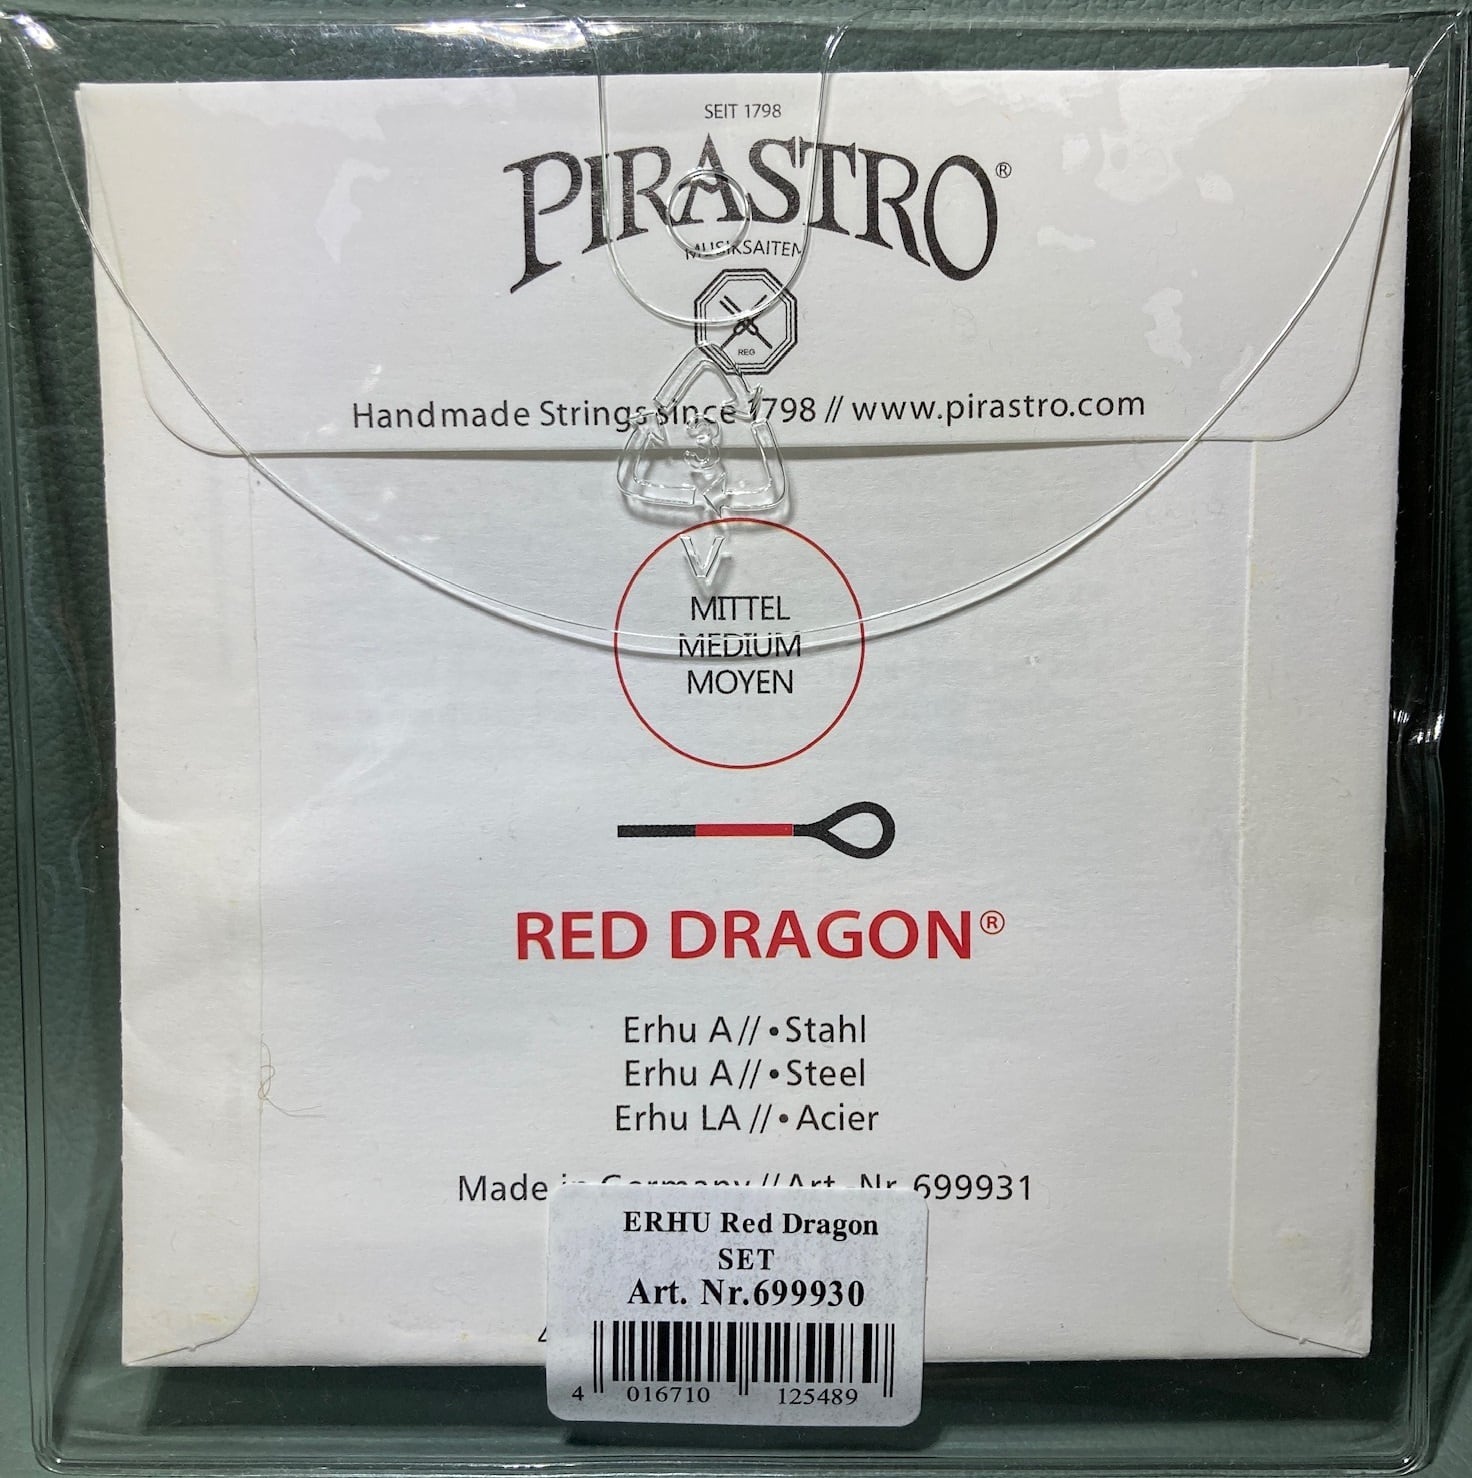 SEIT 1798
PIRASTRO®
MUSIKSAITEN
REG
Handmade Strings since 1798 // www.pirastro.com
3
V
MITTEL
MEDIUM
MOYEN
RED DRAGON®
Erhu A // • Stahl
Erhu A // • Steel
Erhu LA // • Acier
Made in Germany // Art. Nr. 699931
ERHU Red Dragon
SET
Art. Nr.699930
4 016710 125489